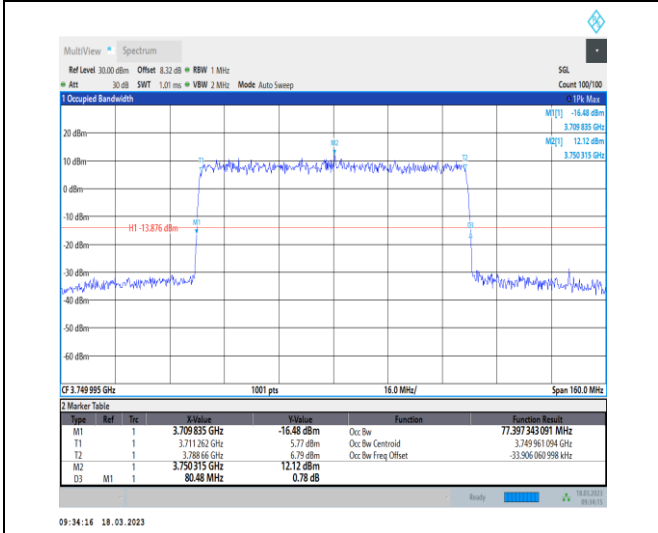 MultiView Spectrum
Ref Level 30.00 dBm Offset 8.32 dB RBW 1 MHz SGL
Att 30 dB SWT 1.01 ms VBW 2 MHz Mode Auto Sweep Count 100/100
1 Occupied Bandwidth 1Pk Max
M1[1] -16.48 dBm
3.709 835 GHz
M2[1] 12.12 dBm
3.750 315 GHz
20 dBm
M2
T1 T2
10 dBm
0 dBm
-10 dBm
M1 D3
H1 -13.876 dBm
-20 dBm
-30 dBm
-40 dBm
-50 dBm
-60 dBm
CF 3.749 995 GHz 1001 pts 16.0 MHz/ Span 160.0 MHz
2 Marker Table
Type Ref Trc X-Value Y-Value Function Function Result
M1 1 3.709 835 GHz -16.48 dBm Occ Bw 77.397 343 091 MHz
T1 1 3.711 262 GHz 5.77 dBm Occ Bw Centroid 3.749 961 094 GHz
T2 1 3.788 66 GHz 6.79 dBm Occ Bw Freq Offset -33.906 060 998 kHz
M2 1 3.750 315 GHz 12.12 dBm
D3 M1 1 80.48 MHz 0.78 dB
Ready 18.03.2023
09:34:15
09:34:16 18.03.2023